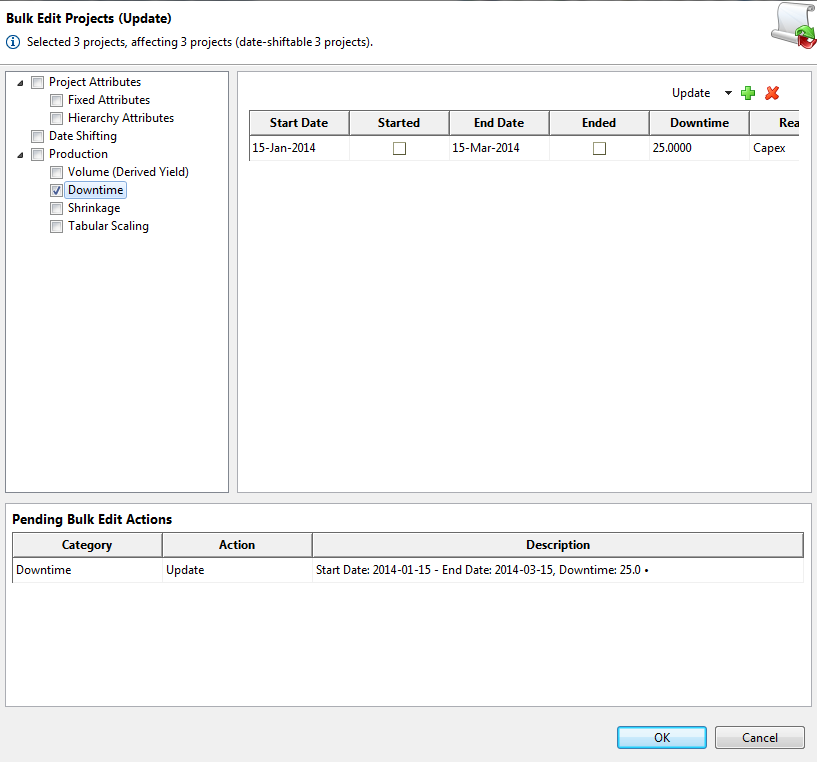 Bulk Edit Projects (Update)
Selected 3 projects, affecting 3 projects (date-shiftable 3 projects).
Project Attributes
Fixed Attributes
Hierarchy Attributes
Date Shifting
Production
Volume (Derived Yield)
Downtime
Shrinkage
Tabular Scaling
Update
Start Date Started End Date Ended Downtime Rea
15-Jan-2014 15-Mar-2014 25.0000 Capex
Pending Bulk Edit Actions
Category Action Description
Downtime Update Start Date: 2014-01-15 - End Date: 2014-03-15, Downtime: 25.0 •
OK Cancel